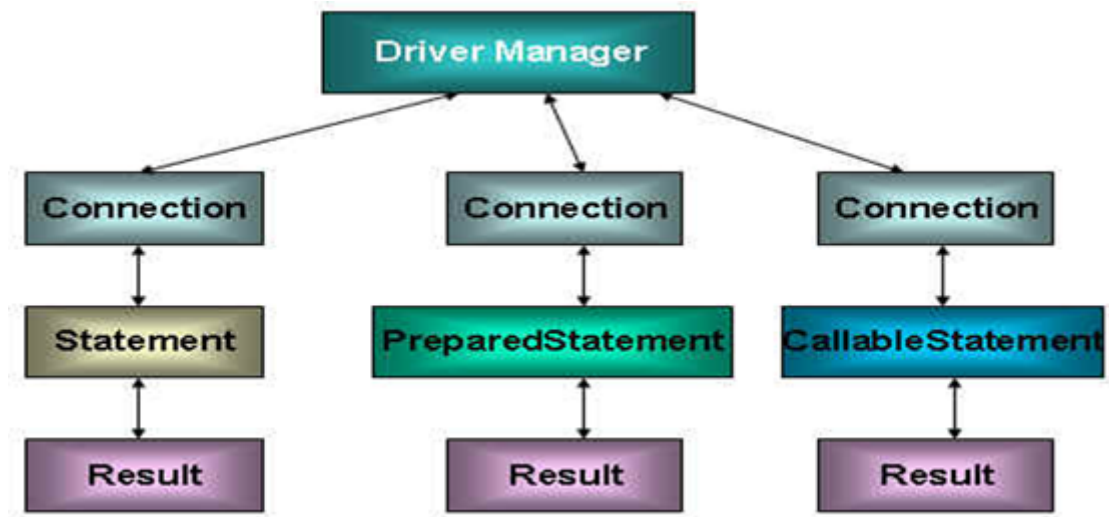 Driver Manager
Connection
Connection
Connection
Statement
PreparedStatement
CallableStatement
Result
Result
Result